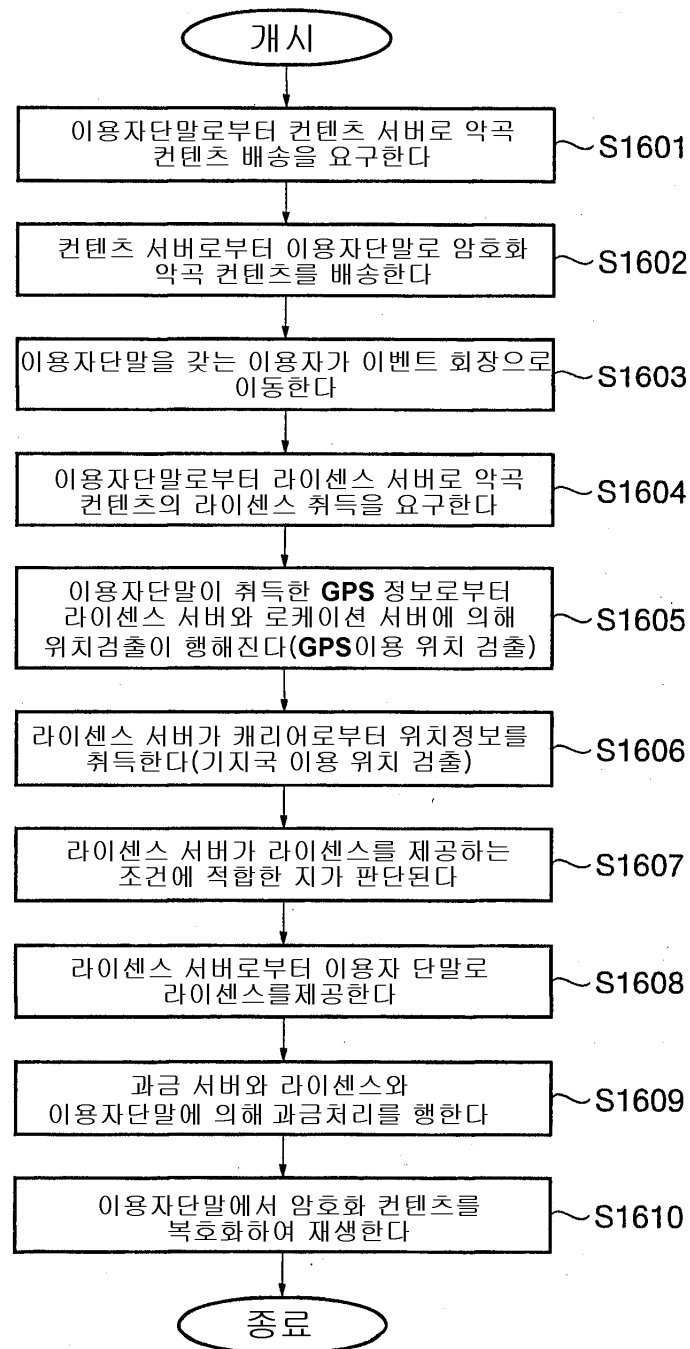 개시
이용자단말로부터 컨텐츠 서버로 악곡
컨텐츠 배송을 요구한다
S1601
컨텐츠 서버로부터 이용자단말로 암호화
악곡 컨텐츠를 배송한다
S1602
이용자단말을 갖는 이용자가 이벤트 회장으로
이동한다
S1603
이용자단말로부터 라이센스 서버로 악곡
컨텐츠의 라이센스 취득을 요구한다
S1604
이용자단말이 취득한 GPS 정보로부터
라이센스 서버와 로케이션 서버에 의해
위치검출이 행해진다(GPS이용 위치 검출)
S1605
라이센스 서버가 캐리어로부터 위치정보를
취득한다(기지국 이용 위치 검출)
S1606
라이센스 서버가 라이센스를 제공하는
조건에 적합한 지가 판단된다
S1607
라이센스 서버로부터 이용자 단말로
라이센스를제공한다
S1608
과금 서버와 라이센스와
이용자단말에 의해 과금처리를 행한다
S1609
이용자단말에서 암호화 컨텐츠를
복호화하여 재생한다
S1610
종료